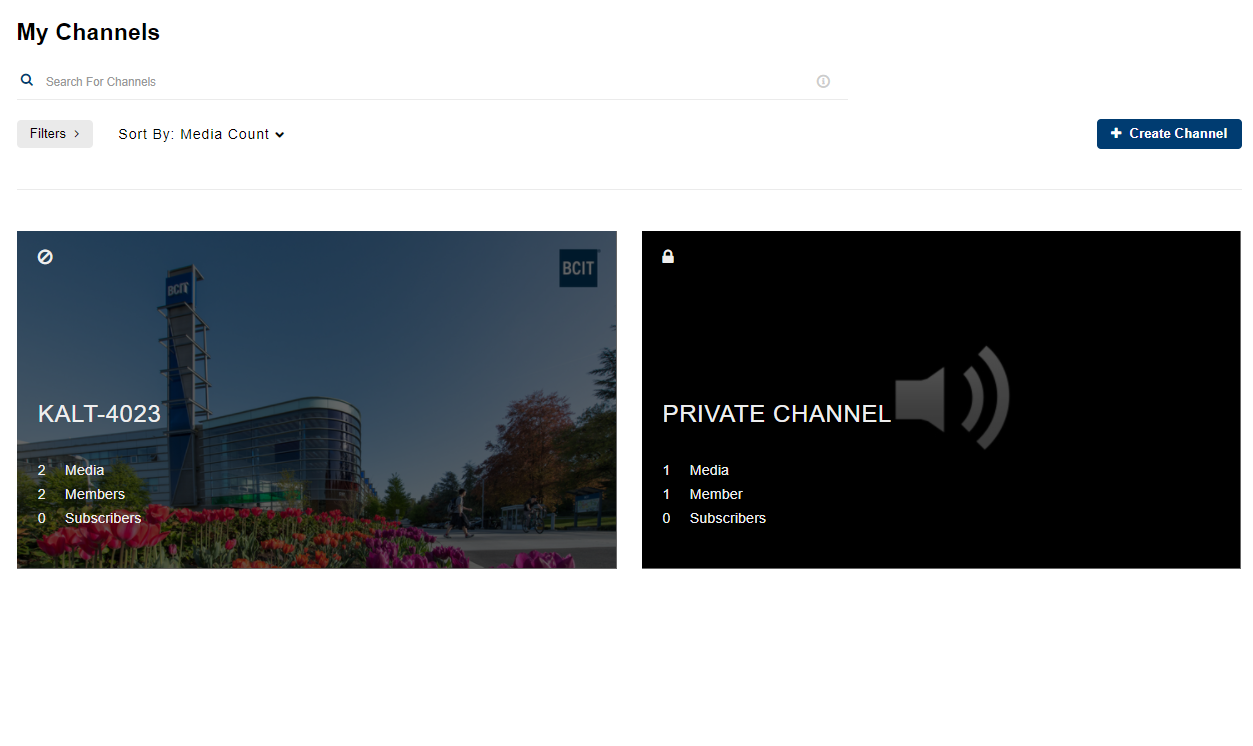 My Channels
Search For Channels
Filters
Sort By: Media Count
Create Channel
BCIT
BCIT
KALT-4023
2 Media
2 Members
0 Subscribers
PRIVATE CHANNEL
1 Media
1 Member
0 Subscribers